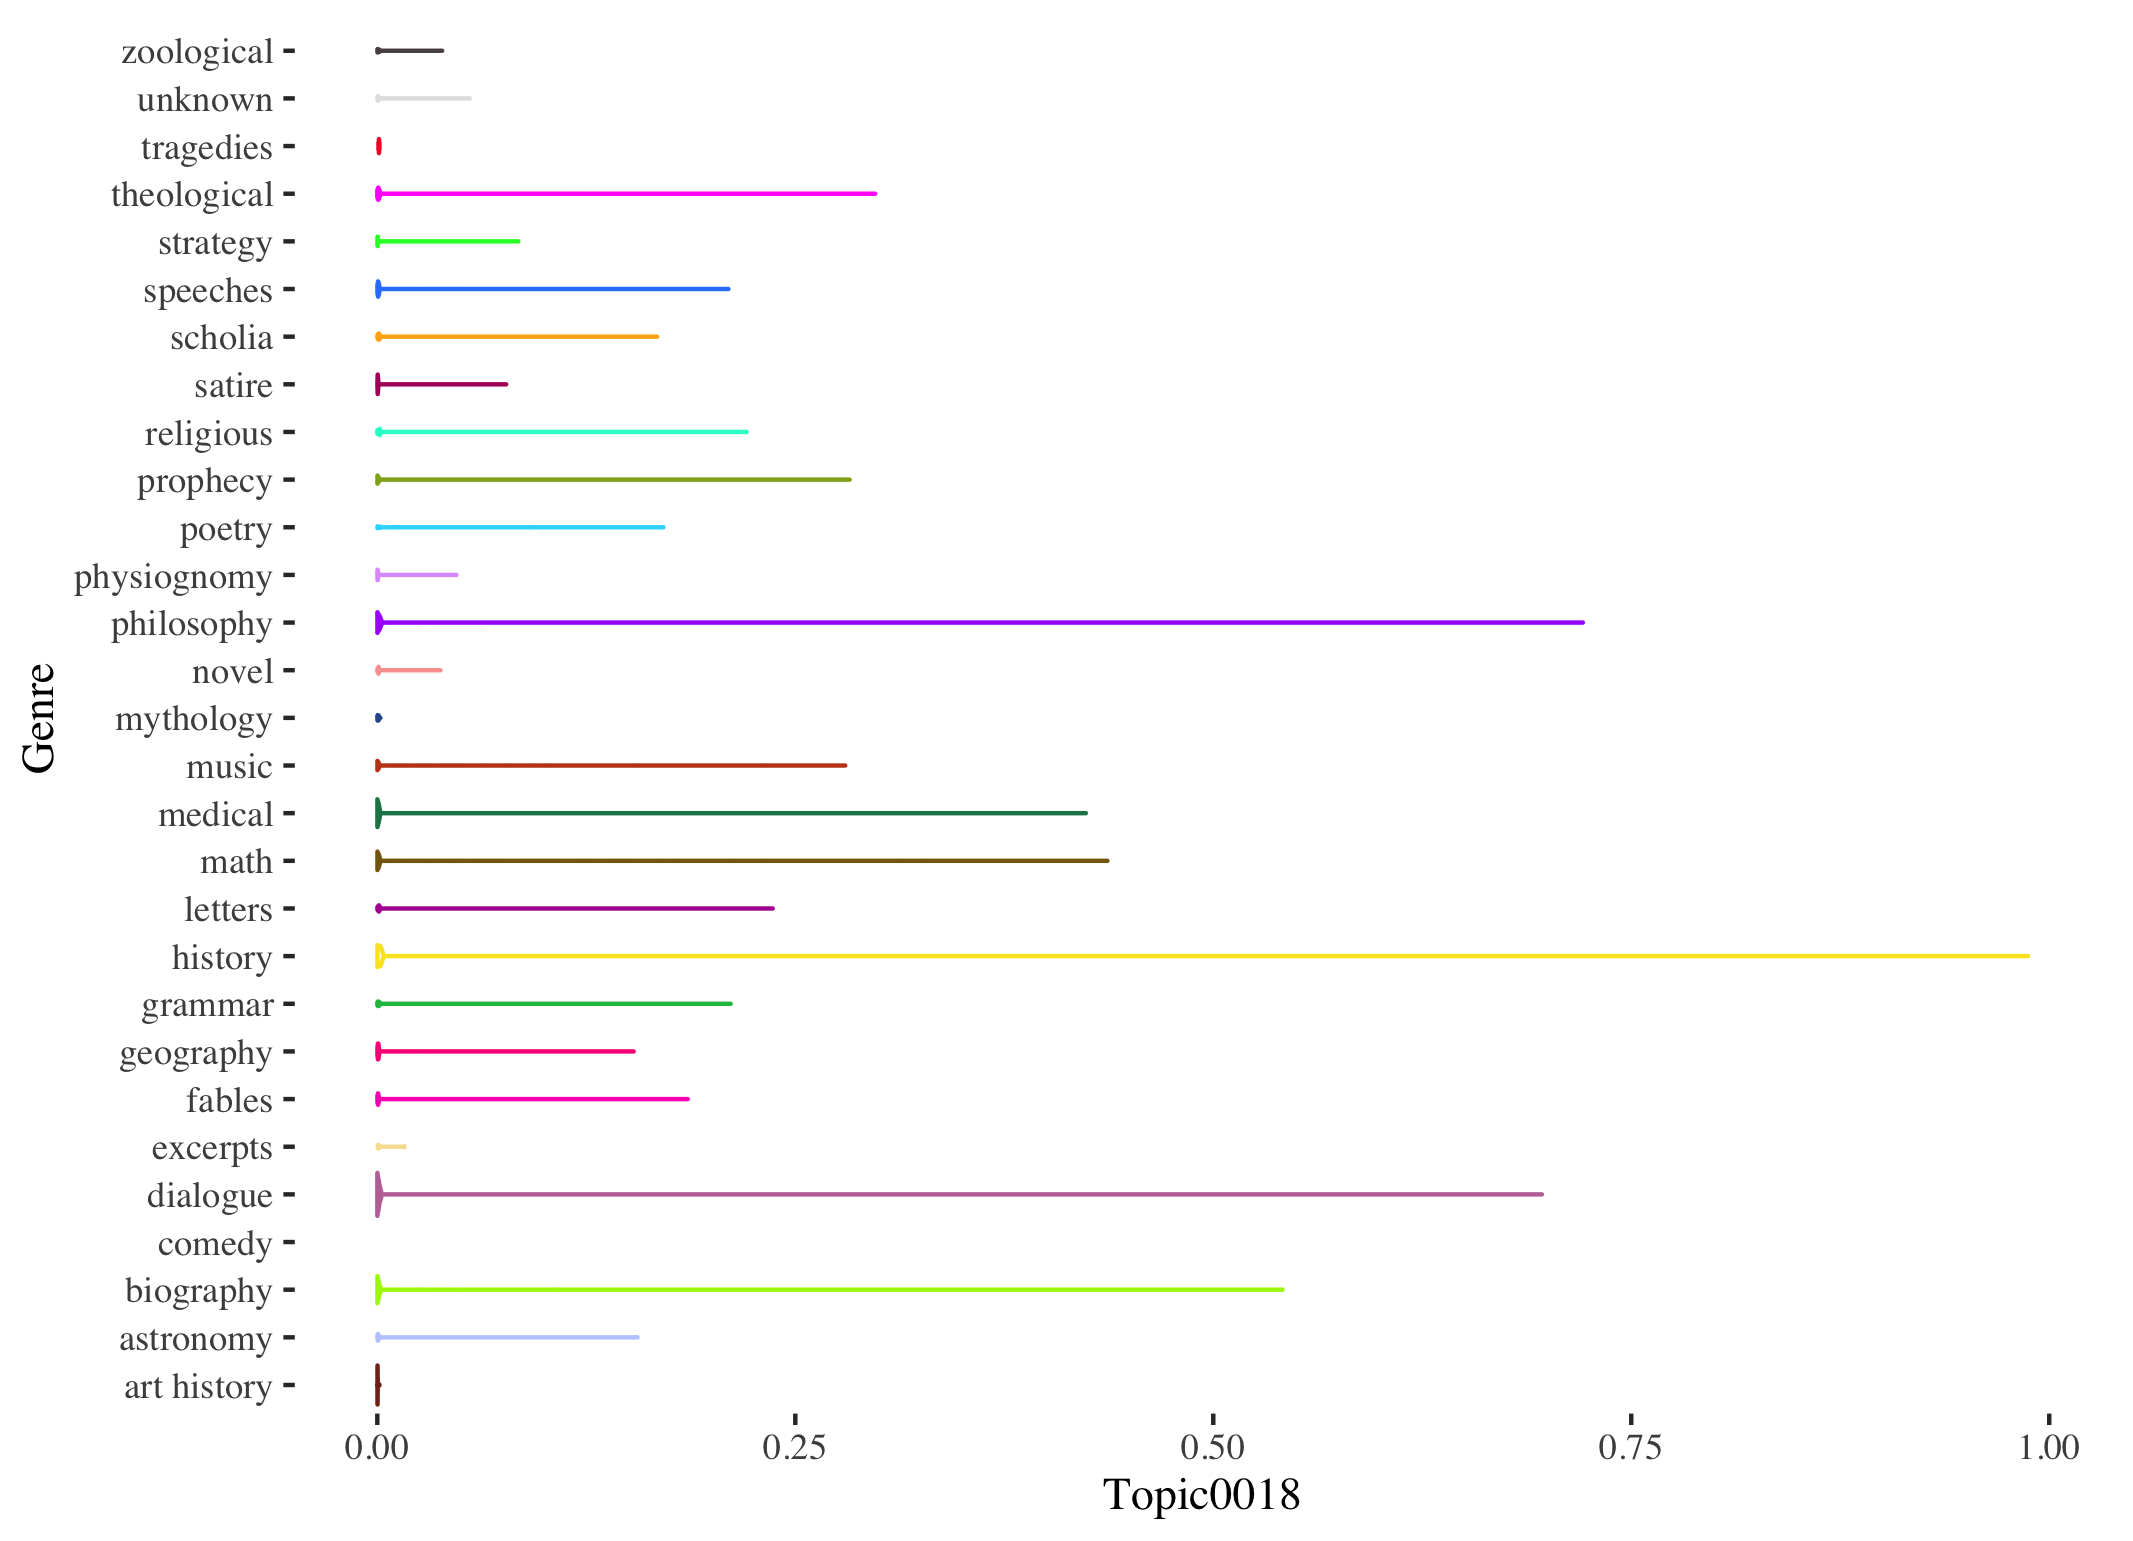 zoological
unknown
tragedies
theological
strategy
speeches
scholia
satire
religious
prophecy
poetry
physiognomy
philosophy
novel
mythology
music
medical
math
letters
history
grammar
geography
fables
excerpts
dialogue
comedy
biography
astronomy
art history
Genre
0.00 0.25 0.50 0.75 1.00
Topic0018